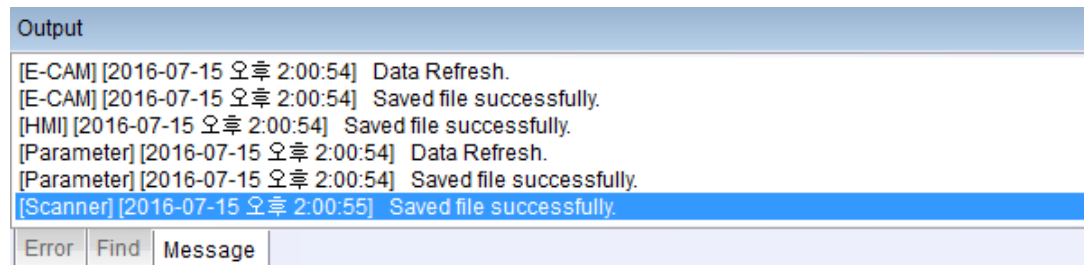 Output
[E-CAM] [2016-07-15 오후 2:00:54] Data Refresh.
[E-CAM] [2016-07-15 오후 2:00:54] Saved file successfully.
[HMI] [2016-07-15 오후 2:00:54] Saved file successfully.
[Parameter] [2016-07-15 오후 2:00:54] Data Refresh.
[Parameter] [2016-07-15 오후 2:00:54] Saved file successfully.
[Scanner] [2016-07-15 오후 2:00:55] Saved file successfully.
Error Find Message